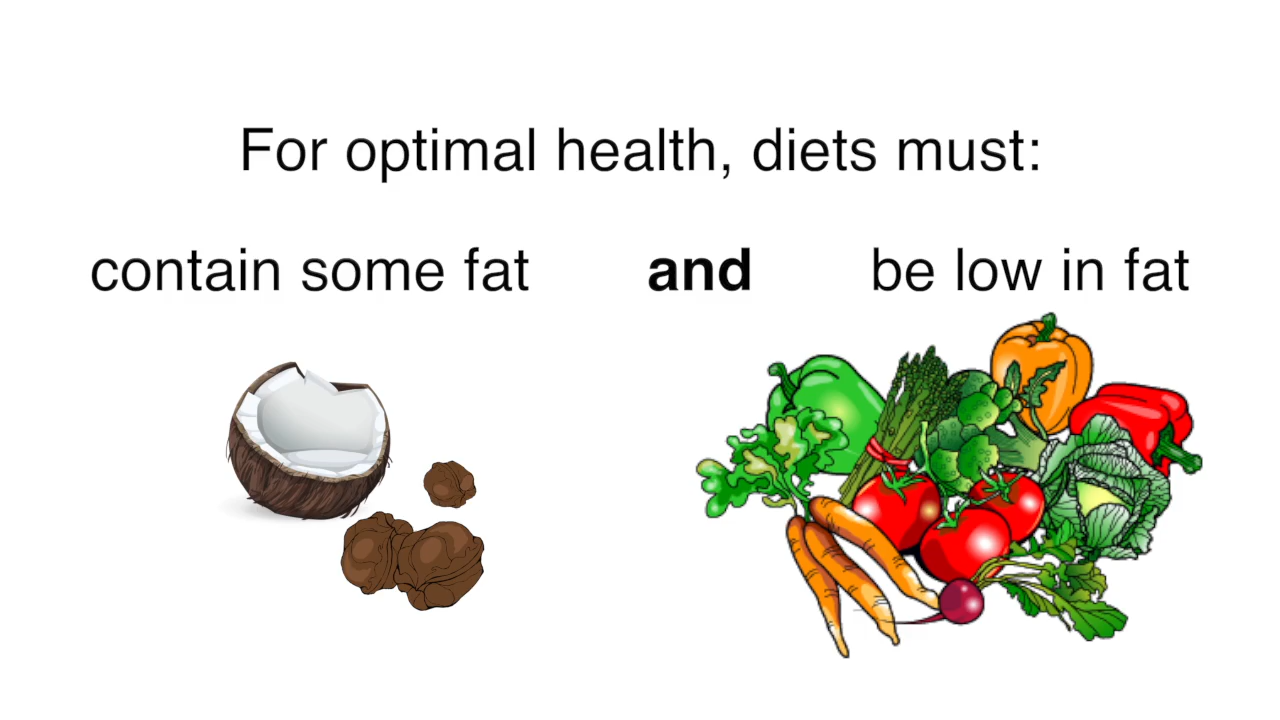 For optimal health, diets must:
contain some fat and be low in fat